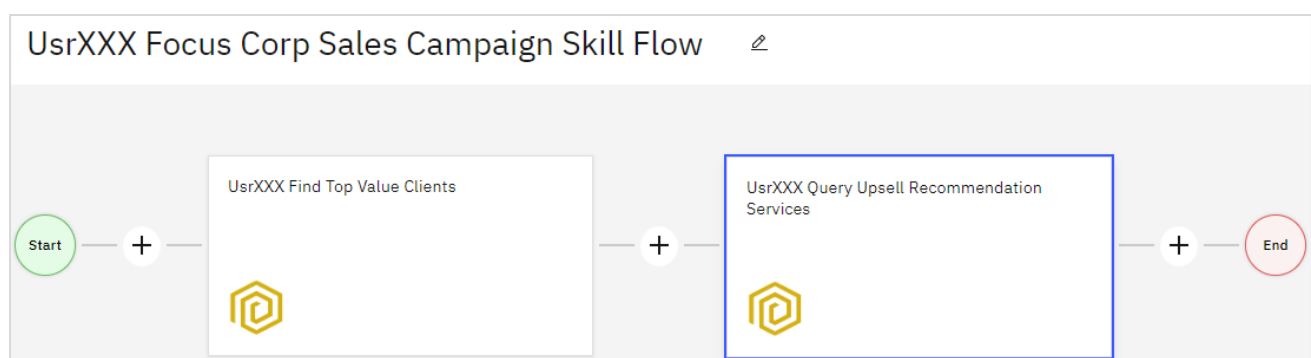 UsrXXX Focus Corp Sales Campaign Skill Flow
UsrXXX Find Top Value Clients
UsrXXX Query Upsell Recommendation
Services
Start
End